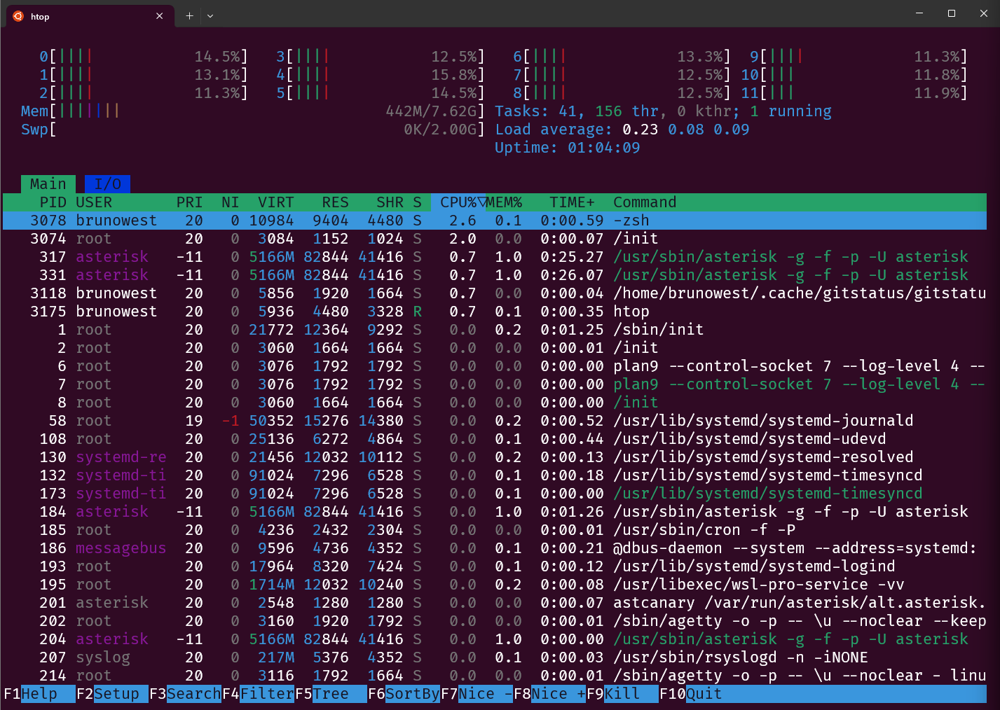 htop
0[|||| 14.5%] 3[|||| 12.5%] 6[|||| 13.3%] 9[|||| 11.3%]
1[|||| 13.1%] 4[|||| 15.8%] 7[|||| 12.5%] 10[||| 11.8%]
2[|||| 11.3%] 5[|||| 14.5%] 8[|||| 12.5%] 11[||| 11.9%]
Mem[||||||| 442M/7.62G] Tasks: 41, 156 thr, 0 kthr; 1 running
Swp[ 0K/2.00G] Load average: 0.23 0.08 0.09
Uptime: 01:04:09
Main I/O
PID USER PRI NI VIRT RES SHR S CPU%▽MEM% TIME+ Command
3078 brunowest 20 0 10984 9404 4480 S 2.6 0.1 0:00.59 -zsh
3074 root 20 0 3084 1152 1024 S 2.0 0.0 0:00.07 /init
317 asterisk -11 0 5166M 82844 41416 S 0.7 1.0 0:25.27 /usr/sbin/asterisk -g -f -p -U asterisk
331 asterisk -11 0 5166M 82844 41416 S 0.7 1.0 0:26.07 /usr/sbin/asterisk -g -f -p -U asterisk
3118 brunowest 20 0 5856 1920 1664 S 0.7 0.0 0:00.04 /home/brunowest/.cache/gitstatus/gitstatu
3175 brunowest 20 0 5936 4480 3328 R 0.7 0.1 0:00.35 htop
1 root 20 0 21772 12364 9292 S 0.0 0.2 0:01.25 /sbin/init
2 root 20 0 3060 1664 1664 S 0.0 0.0 0:00.01 /init
6 root 20 0 3076 1792 1792 S 0.0 0.0 0:00.00 plan9 --control-socket 7 --log-level 4 --
7 root 20 0 3076 1792 1792 S 0.0 0.0 0:00.00 plan9 --control-socket 7 --log-level 4 --
8 root 20 0 3060 1664 1664 S 0.0 0.0 0:00.00 /init
58 root 19 -1 50352 15276 14380 S 0.0 0.2 0:00.52 /usr/lib/systemd/systemd-journald
108 root 20 0 25136 6272 4864 S 0.0 0.1 0:00.44 /usr/lib/systemd/systemd-udevd
130 systemd-re 20 0 21456 12032 10112 S 0.0 0.2 0:00.13 /usr/lib/systemd/systemd-resolved
132 systemd-ti 20 0 91024 7296 6528 S 0.0 0.1 0:00.18 /usr/lib/systemd/systemd-timesyncd
173 systemd-ti 20 0 91024 7296 6528 S 0.0 0.1 0:00.00 /usr/lib/systemd/systemd-timesyncd
184 asterisk -11 0 5166M 82844 41416 S 0.0 1.0 0:01.26 /usr/sbin/asterisk -g -f -p -U asterisk
185 root 20 0 4236 2432 2304 S 0.0 0.0 0:00.01 /usr/sbin/cron -f -P
186 messagebus 20 0 9596 4736 4352 S 0.0 0.1 0:00.21 @dbus-daemon --system --address=systemd:
193 root 20 0 17964 8320 7424 S 0.0 0.1 0:00.12 /usr/lib/systemd/systemd-logind
195 root 20 0 1714M 12032 10240 S 0.0 0.2 0:00.08 /usr/libexec/wsl-pro-service -vv
201 asterisk 20 0 2548 1280 1280 S 0.0 0.0 0:00.07 astcanary /var/run/asterisk/alt.asterisk.
202 root 20 0 3160 1920 1792 S 0.0 0.0 0:00.01 /sbin/agetty -o -p -- \u --noclear --keep
204 asterisk -11 0 5166M 82844 41416 S 0.0 1.0 0:00.00 /usr/sbin/asterisk -g -f -p -U asterisk
207 syslog 20 0 217M 5376 4352 S 0.0 0.1 0:00.03 /usr/sbin/rsyslogd -n -iNONE
214 root 20 0 3116 1792 1664 S 0.0 0.0 0:00.01 /sbin/agetty -o -p -- \u --noclear - linu
F1Help F2Setup F3SearchF4FilterF5Tree F6SortByF7Nice -F8Nice +F9Kill F10Quit